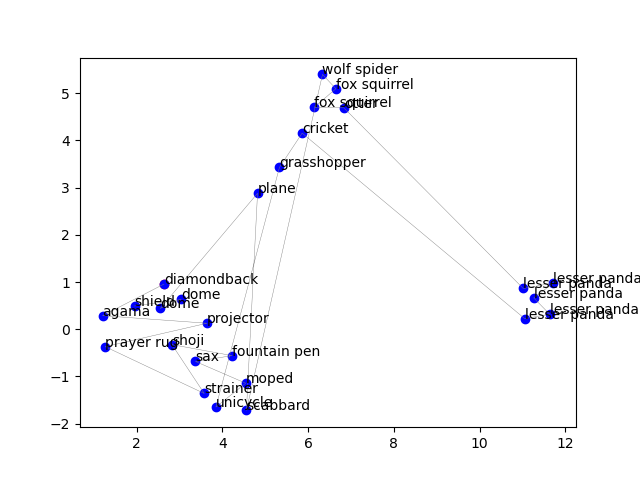 wolf spider
fox squirrel
fox squirrel
otter
cricket
grasshopper
plane
diamondback
dome
shield
dome
agama
projector
prayer rug
shoji
sax
fountain pen
moped
strainer
unicycle
scabbard
lesser panda
lesser panda
lesser panda
lesser panda
lesser panda
5
4
3
2
1
0
−1
−2
2
4
6
8
10
12